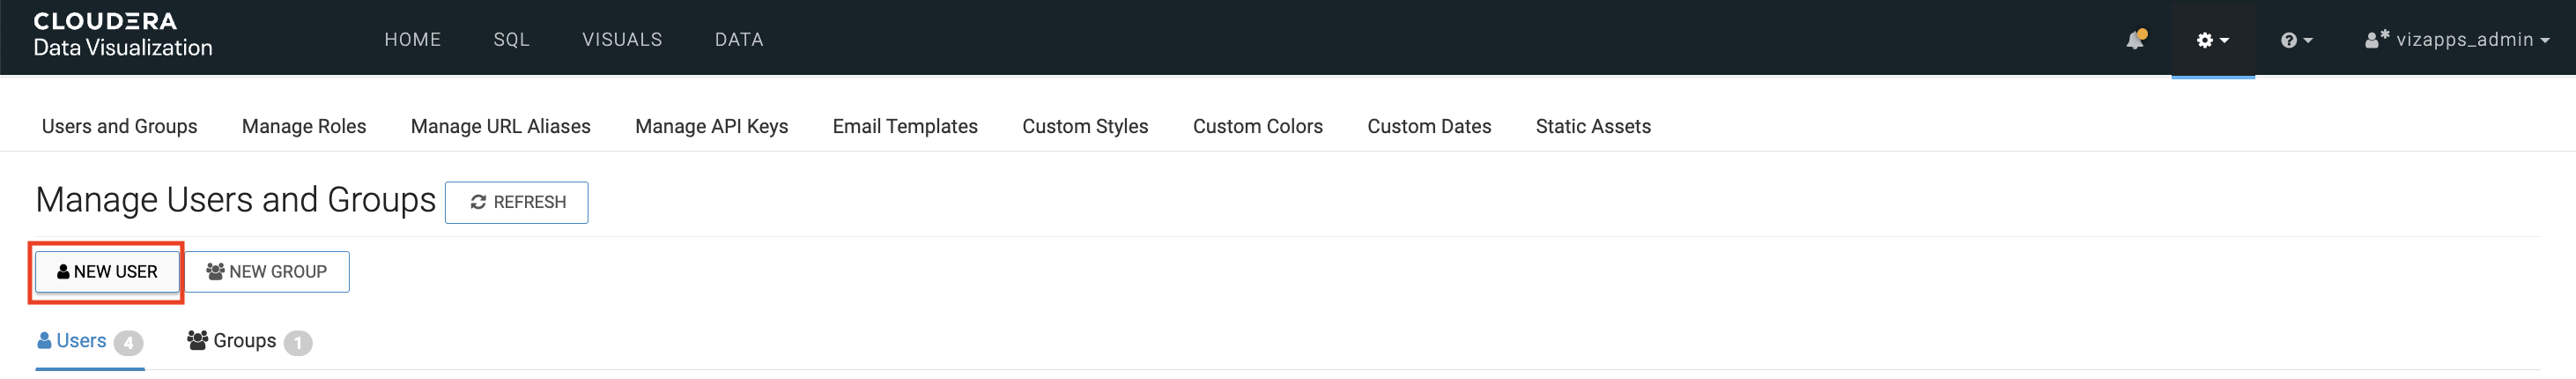 CLOUDERA
Data Visualization
HOME SQL VISUALS DATA
vizapps_admin
Users and Groups Manage Roles Manage URL Aliases Manage API Keys Email Templates Custom Styles Custom Colors Custom Dates Static Assets
Manage Users and Groups REFRESH
NEW USER NEW GROUP
Users 4 Groups 1